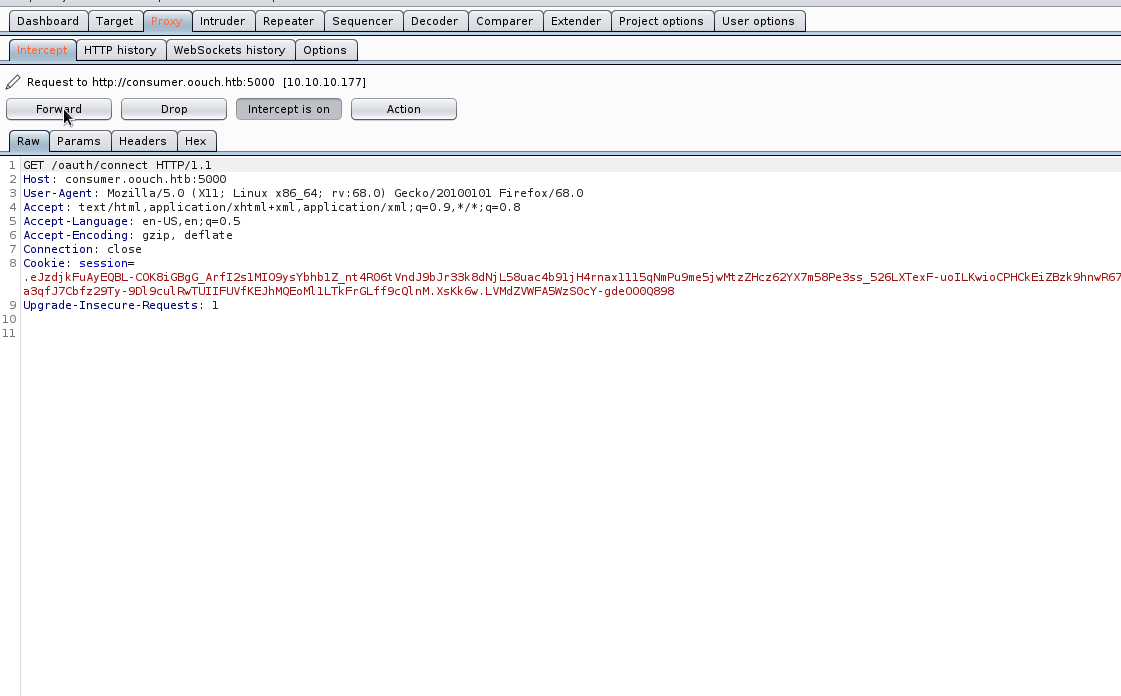 Dashboard Target Proxy Intruder Repeater Sequencer Decoder Comparer Extender Project options User options
Intercept HTTP history WebSockets history Options
Request to http://consumer.oouch.htb:5000 [10.10.10.177]
Forward Drop Intercept is on Action
Raw Params Headers Hex
1 GET /oauth/connect HTTP/1.1
2 Host: consumer.oouch.htb:5000
3 User-Agent: Mozilla/5.0 (X11; Linux x86_64; rv:68.0) Gecko/20100101 Firefox/68.0
4 Accept: text/html,application/xhtml+xml,application/xml;q=0.9,*/*;q=0.8
5 Accept-Language: en-US,en;q=0.5
6 Accept-Encoding: gzip, deflate
7 Connection: close
8 Cookie: session=
.eJzdjkFuAyEQBL-COK8iGBgG_ArfI2s1MIO9ysYbhb1Z_nt4R06tVndJ9bJr33k8dNjL58uac4b91jH4rnax1l15qNmPu9me5jwMtzZHcz62YX7m58Pe3ss_526LXTexF-uoILKwioCPHCkEiZBzk9hnwR67
a3qfJ7Cbfz29Ty-9Dl9culRwTUIIFUVfKEJhMQEoMl1LTkFrGLff9cQlnM.XsKk6w.LVMdZVWFA5WzS0cY-gdeO00Q898
9 Upgrade-Insecure-Requests: 1
10
11